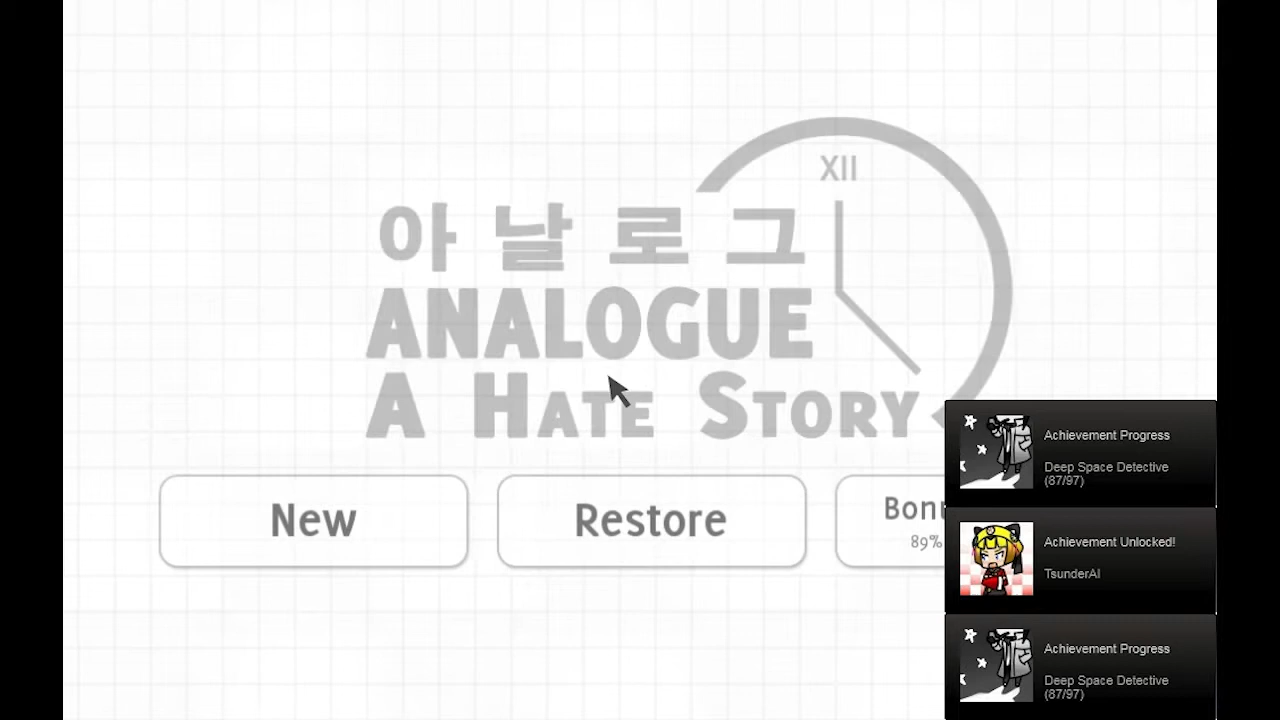 XII
아날로그
ANALOGUE
A HATE STORY
New
Restore
89%
Achievement Progress
Deep Space Detective
(87/97)
Achievement Unlocked!
TsunderAI
Achievement Progress
Deep Space Detective
(87/97)